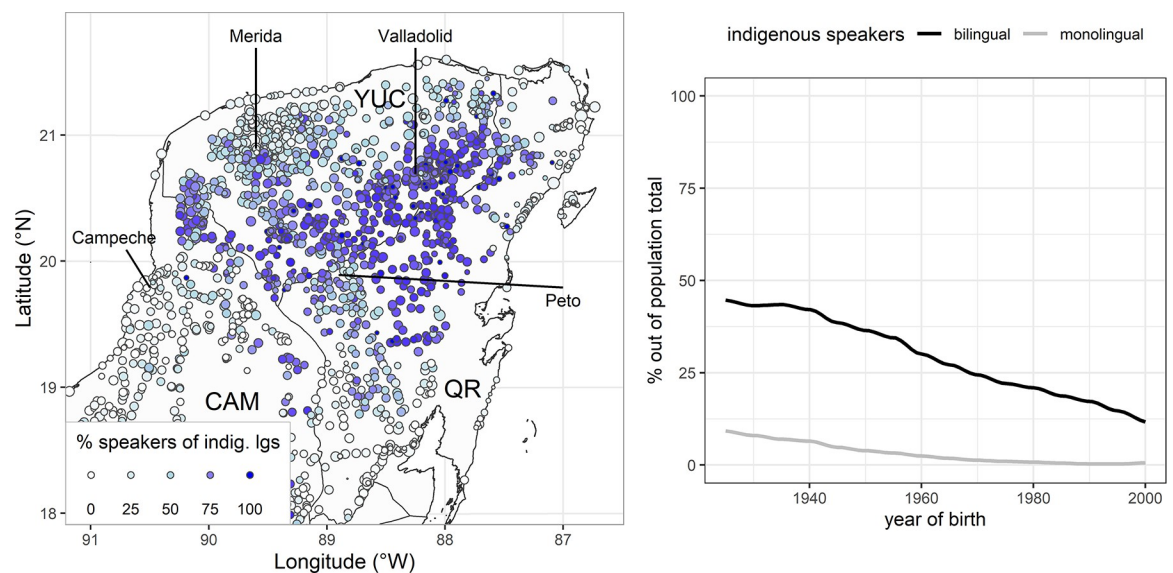 Merida
Valladolid
YUC
Campeche
Peto
CAM
QR
21
20
19
18
Latitude (°N)
% speakers of indig. lgs
0 25 50 75 100
91 90 89 88 87
Longitude (°W)
indigenous speakers bilingual monolingual
100
75
50
25
0
% out of population total
1940 1960 1980 2000
year of birth